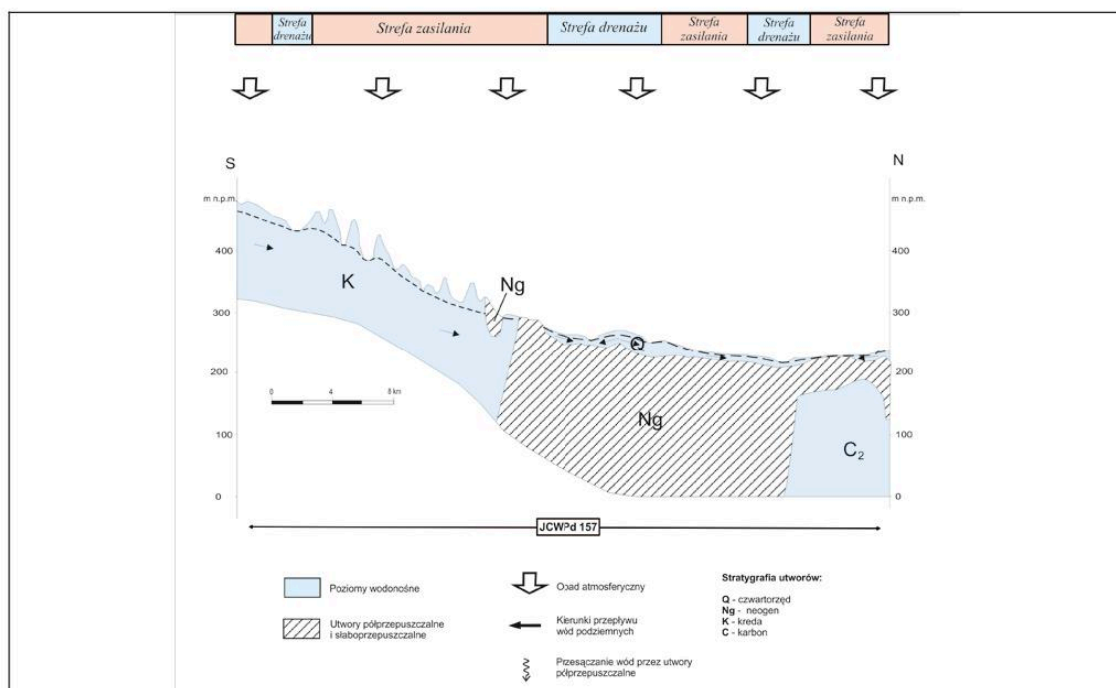 Strefa drenażu
Strefa zasilania
Strefa drenażu
Strefa zasilania
Strefa drenażu
Strefa zasilania
S
N
m n.p.m.
m n.p.m.
400
400
K
Ng
300
300
Q
200
200
0 4 8 km
Ng
100
100
C₂
0
0
JCWPd 157
Poziomy wodonośne
Utwory półprzepuszczalne
i słaboprzepuszczalne
Opad atmosferyczny
Kierunki przepływu
wód podziemnych
Przesączanie wód przez utwory
półprzepuszczalne
Stratygrafia utworów:
Q - czwartorzęd
Ng - neogen
K - kreda
C - karbon